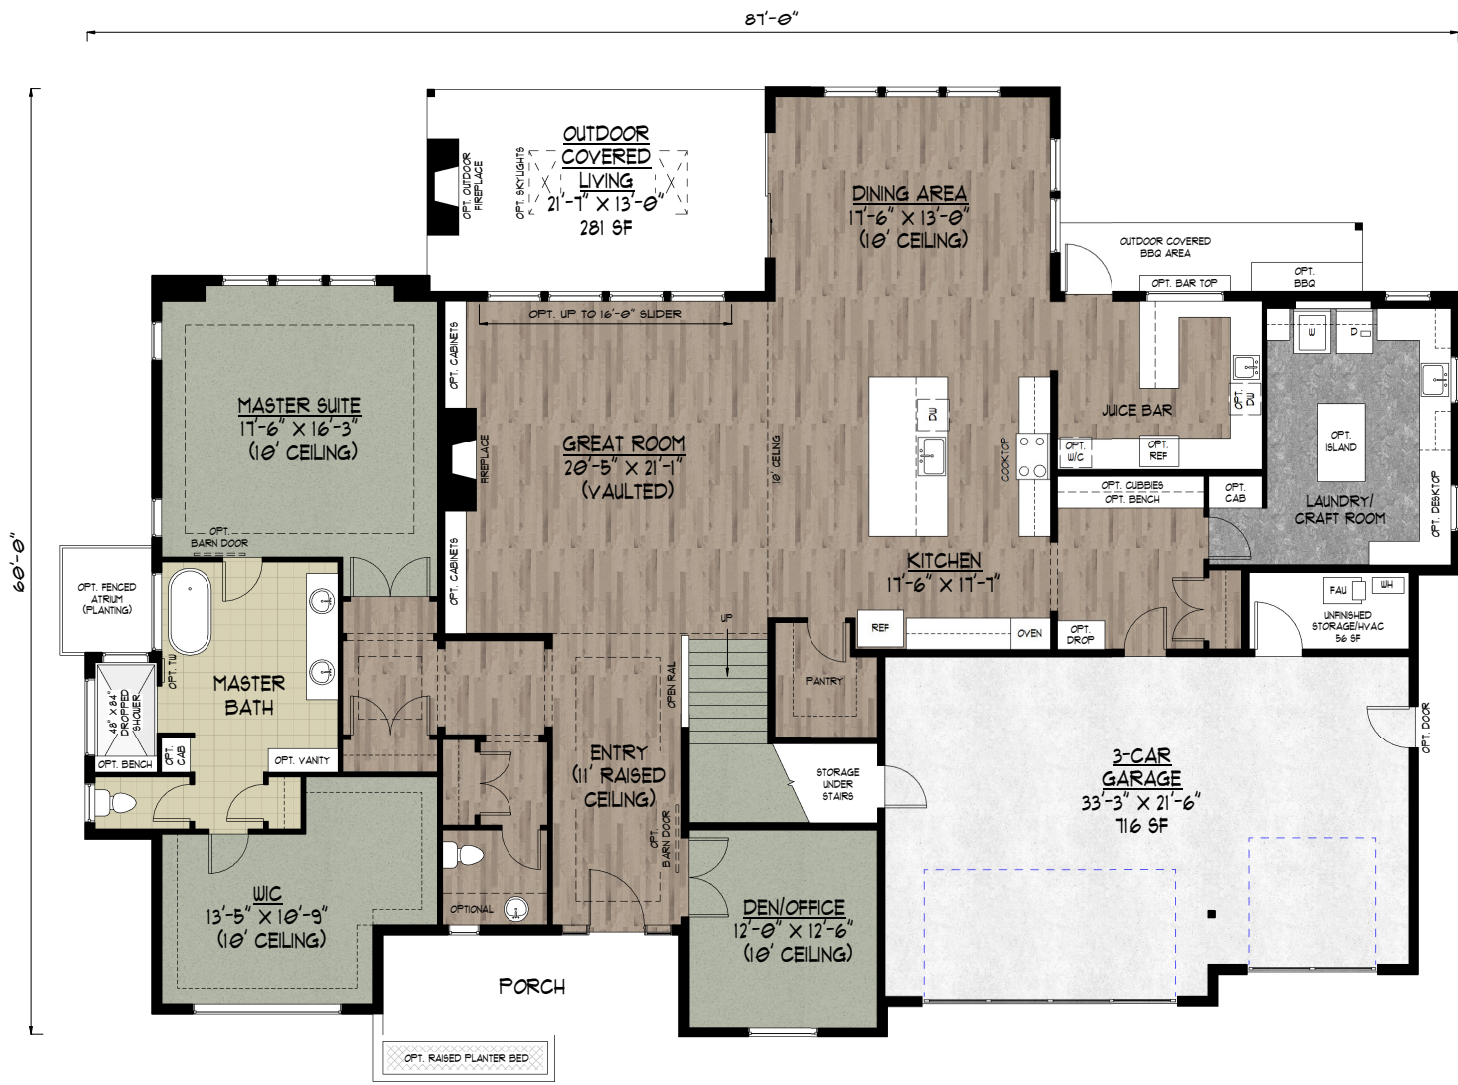 87'-0"
60'-0"
OUTDOOR
COVERED
LIVING
21'-7" X 13'-0"
281 SF
OPT. OUTDOOR
FIREPLACE
OPT. SKYLIGHTS
DINING AREA
17'-6" X 13'-0"
(10' CEILING)
OUTDOOR COVERED
BBQ AREA
OPT. BAR TOP
OPT.
BBQ
OPT. UP TO 16'-0" SLIDER
OPT. CABINETS
MASTER SUITE
17'-6" X 16'-3"
(10' CEILING)
FIREPLACE
GREAT ROOM
20'-5" X 21'-1"
(VAULTED)
10' CEILNG
DW
COOKTOP
JUICE BAR
OPT.
DW
OPT.
W/C
OPT.
REF
D
OPT.
ISLAND
OPT. DESKTOP
LAUNDRY/
CRAFT ROOM
OPT. CUBBIES
OPT. BENCH
OPT.
CAB
OPT.
BARN DOOR
OPT. CABINETS
KITCHEN
17'-6" X 17'-7"
REF
OVEN
OPT.
DROP
FAU
WH
UNFINISHED
STORAGE/HVAC
56 SF
OPT. FENCED
ATRIUM
(PLANTING)
OPT. TW
MASTER
BATH
48" X 84"
DROPPED
SHOWER
OPT. BENCH
OPT.
CAB
OPT. VANITY
UP
OPEN RAIL
PANTRY
ENTRY
(11' RAISED
CEILING)
STORAGE
UNDER
STAIRS
3-CAR
GARAGE
33'-3" X 21'-6"
716 SF
OPT. DOOR
OPT.
BARN DOOR
WIC
13'-5" X 10'-9"
(10' CEILING)
OPTIONAL
DEN/OFFICE
12'-0" X 12'-6"
(10' CEILING)
PORCH
OPT. RAISED PLANTER BED